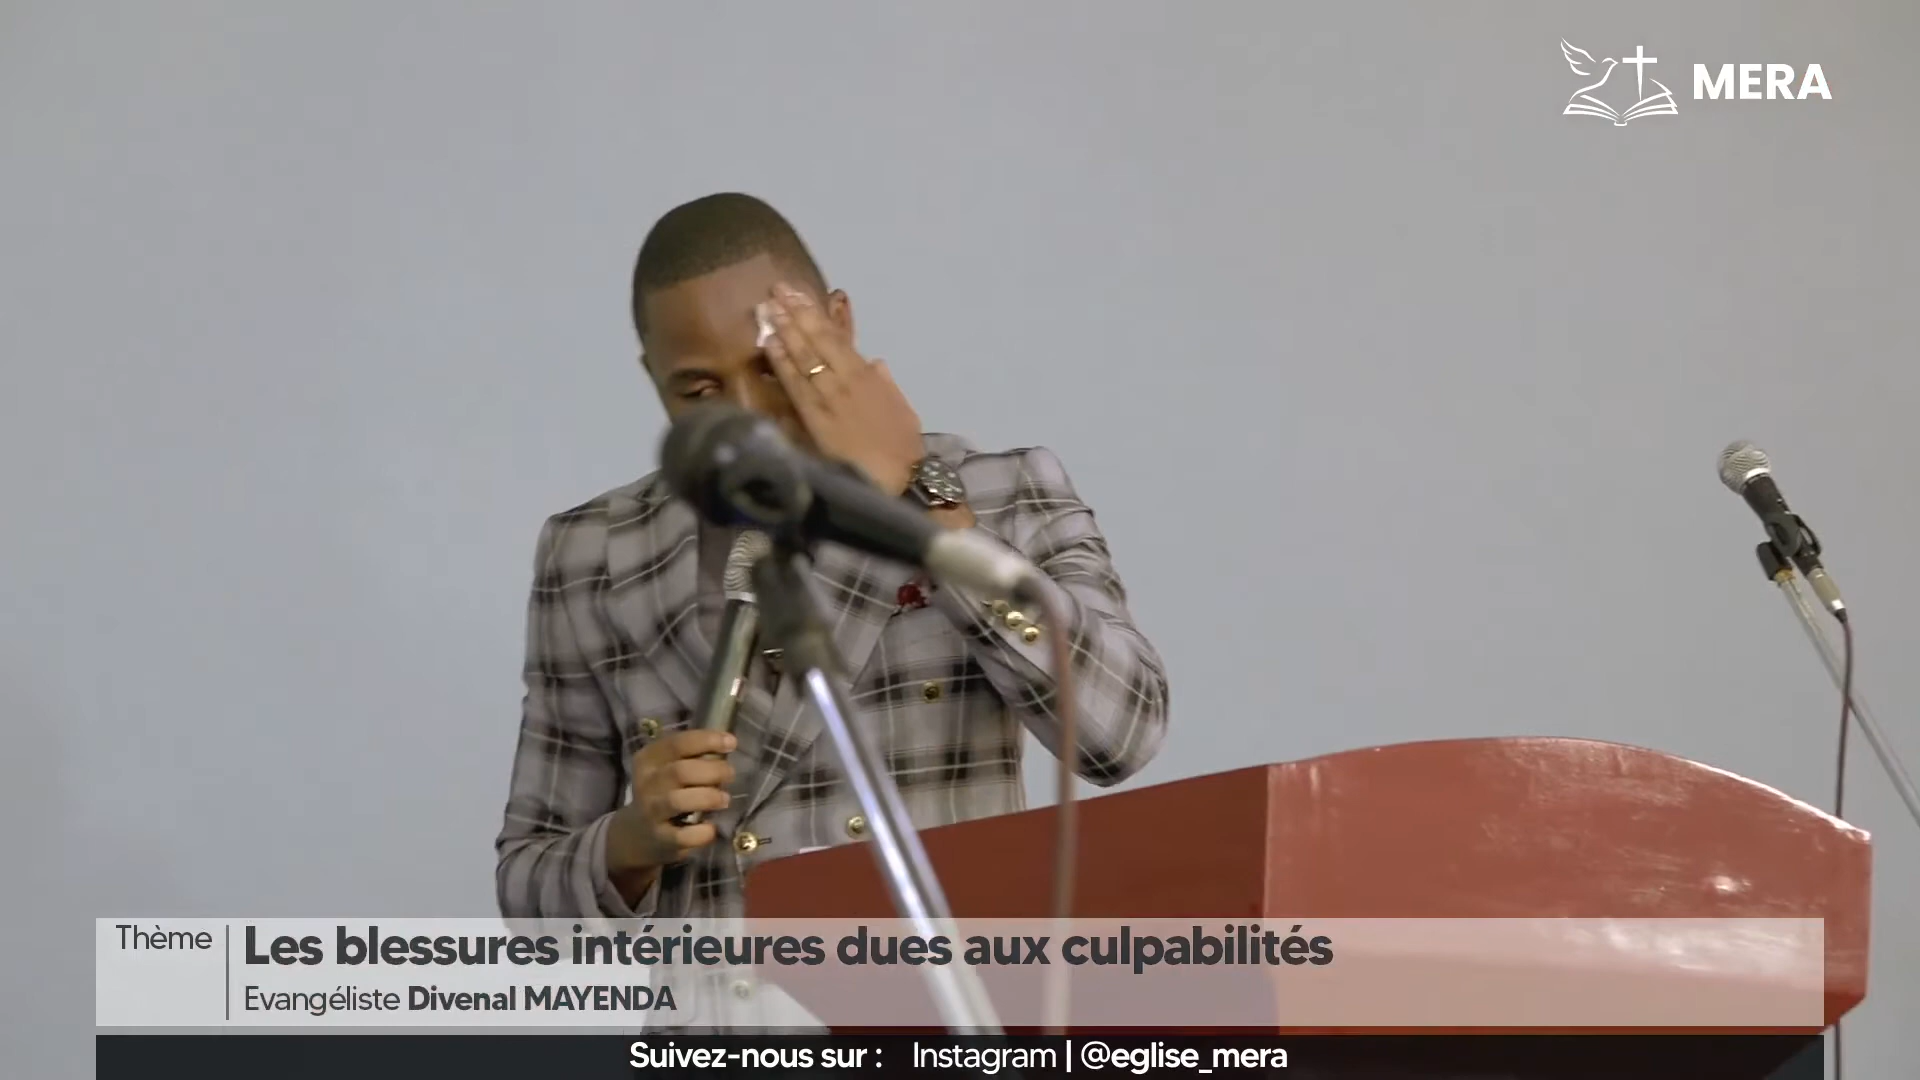 MERA
Thème
Les blessures intérieures dues aux culpabilités
Evangéliste Divenal MAYENDA
Suivez-nous sur : Instagram | @eglise_mera